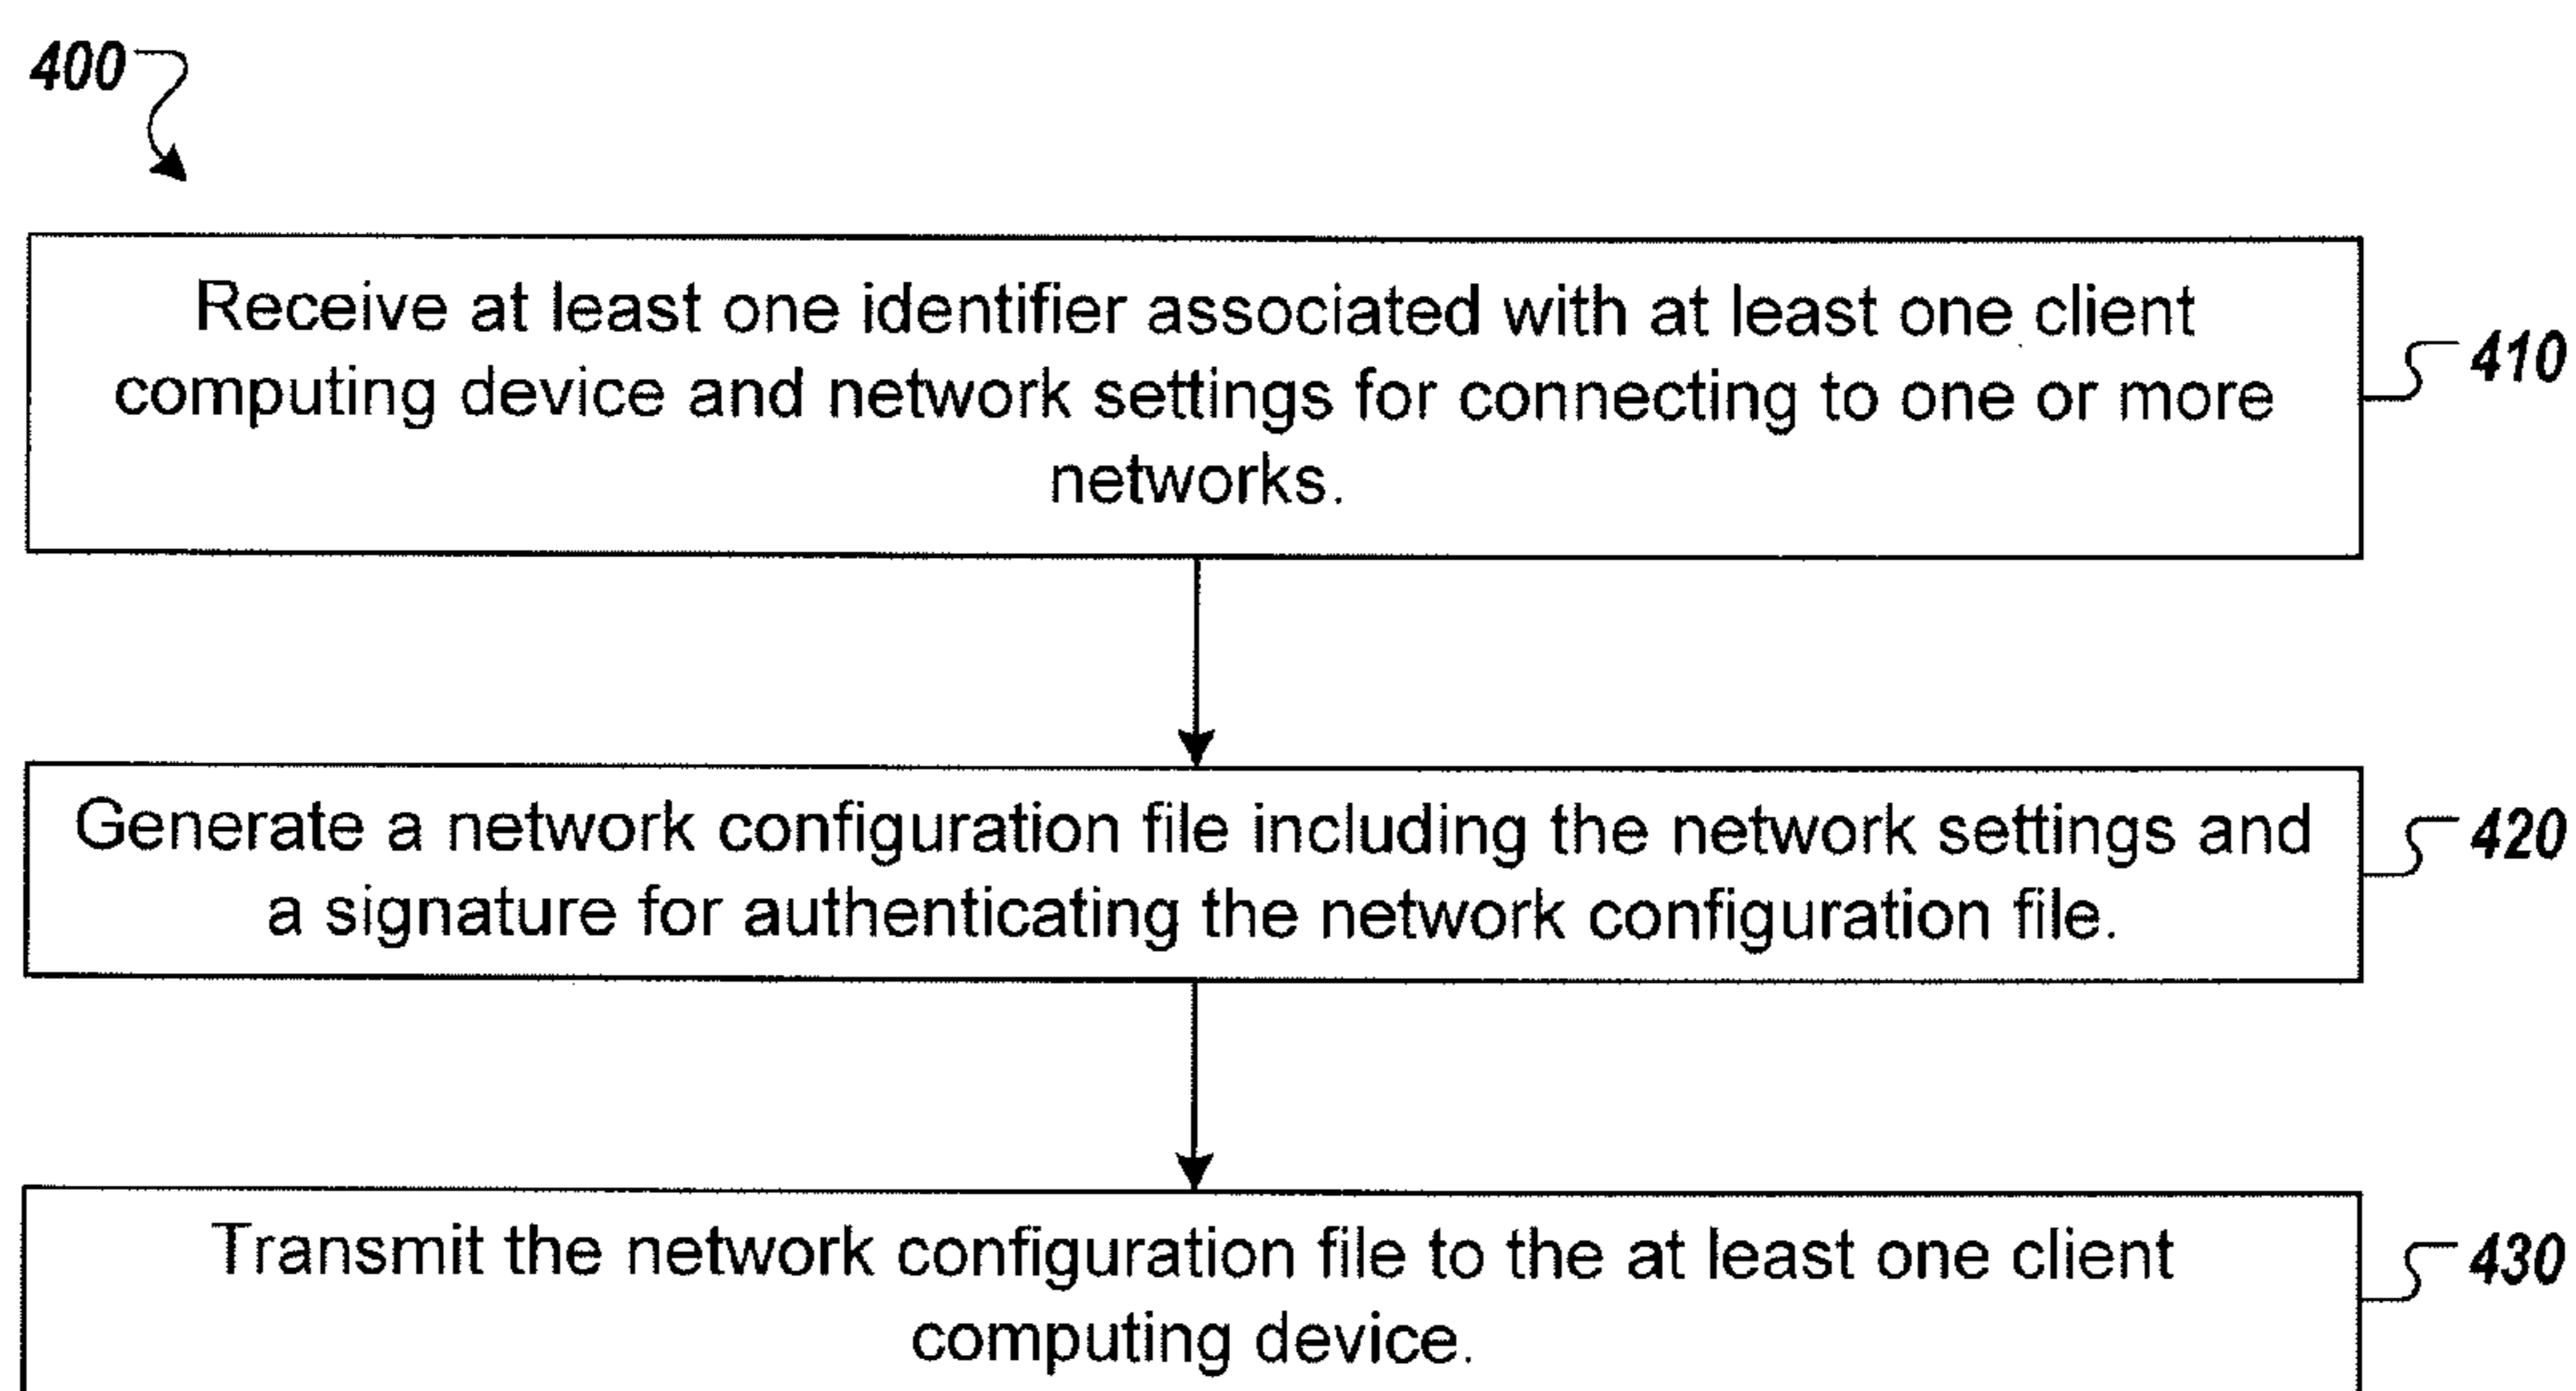 400
Receive at least one identifier associated with at least one client
computing device and network settings for connecting to one or more
networks.
410
Generate a network configuration file including the network settings and
a signature for authenticating the network configuration file.
420
Transmit the network configuration file to the at least one client
computing device.
430